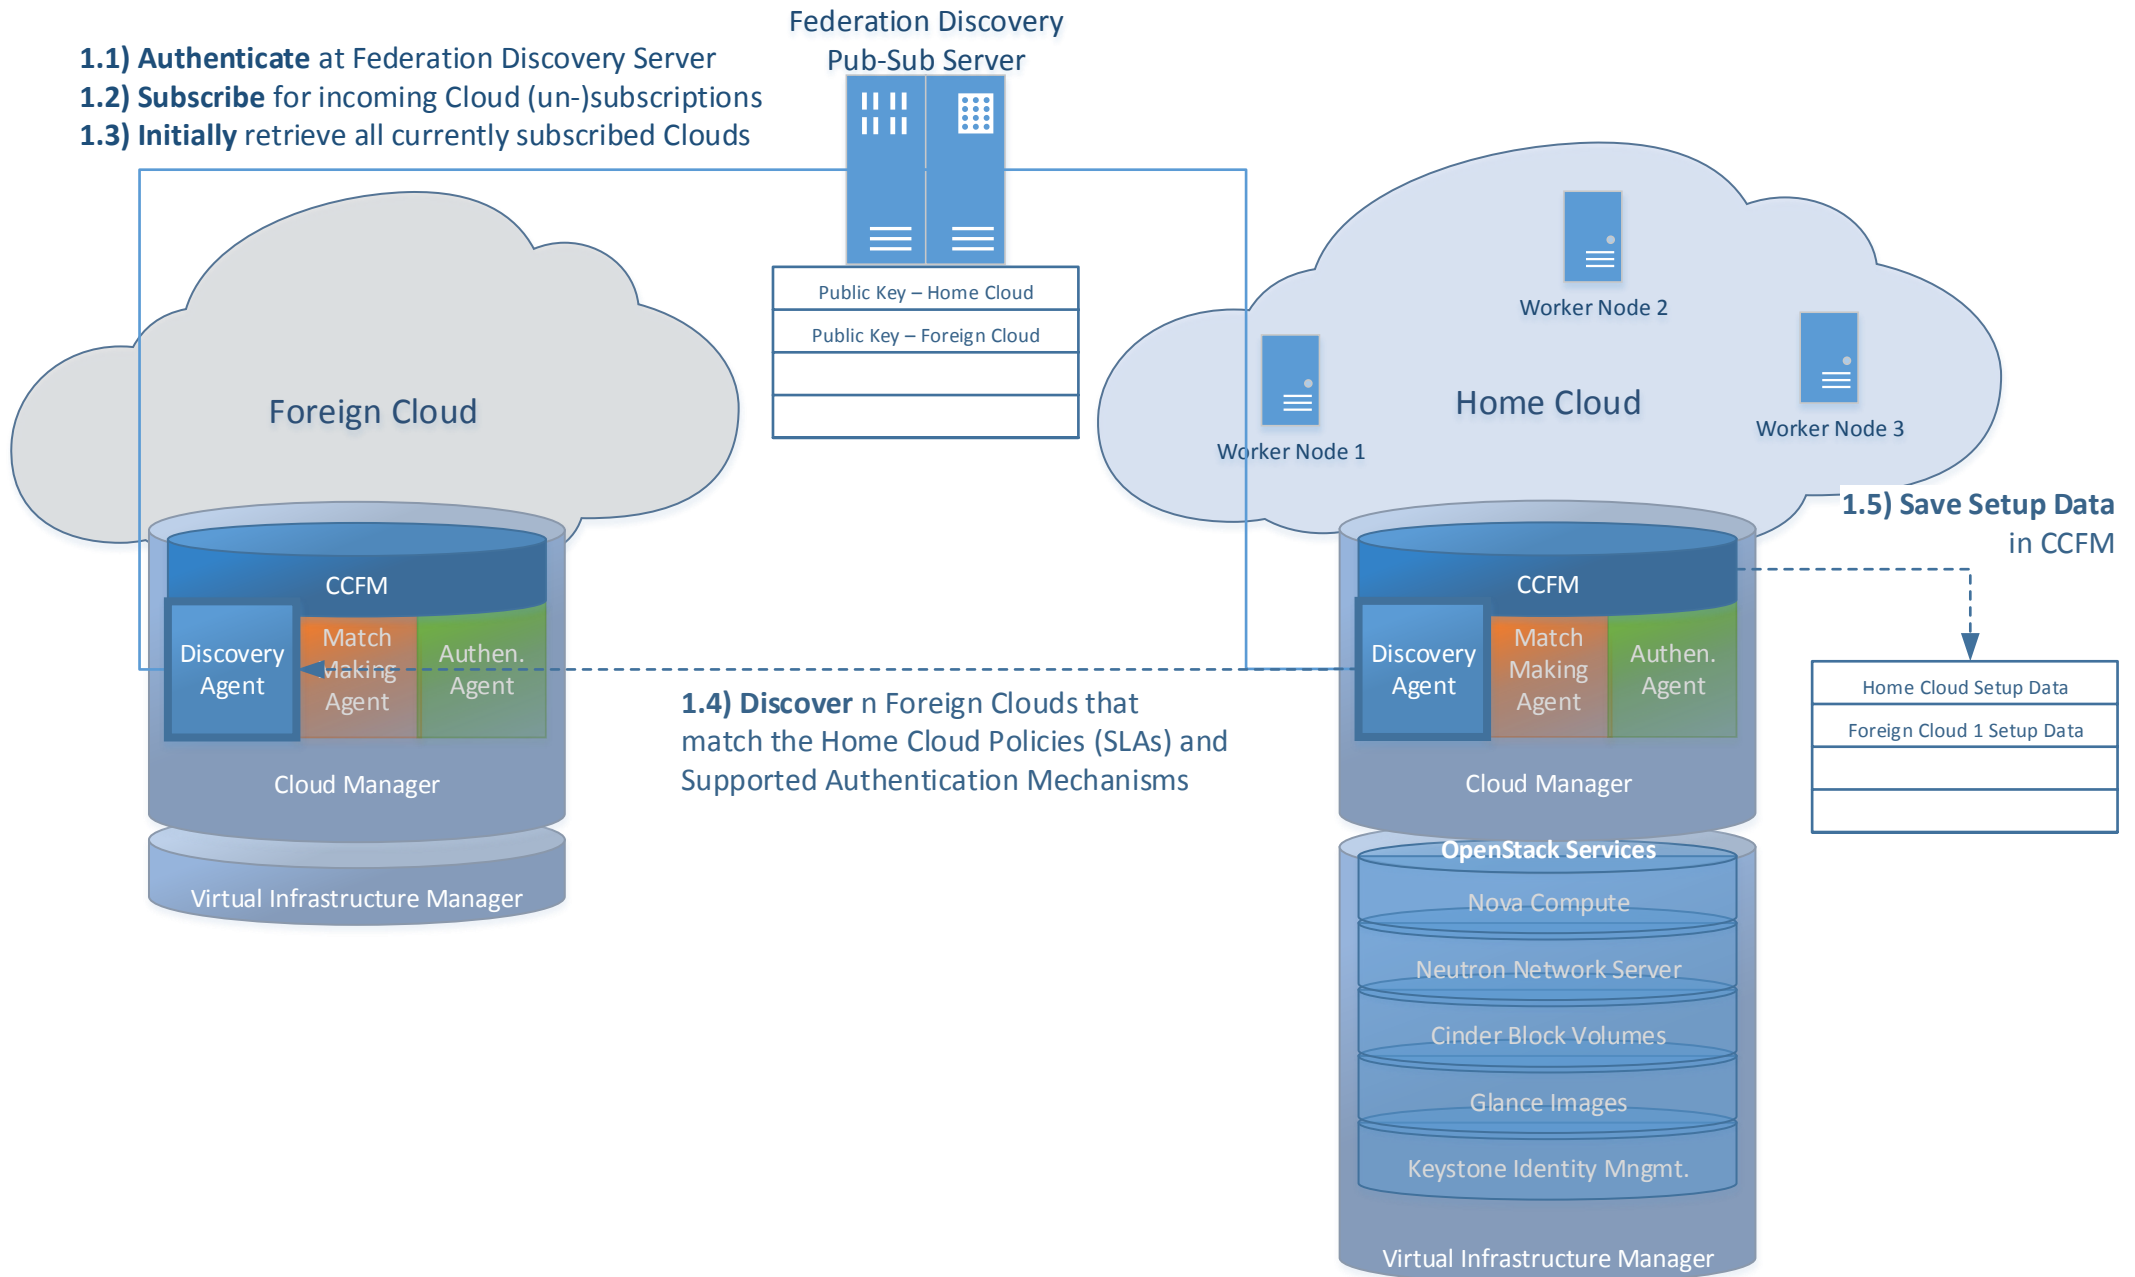 Federation Discovery
Pub-Sub Server
1.1) Authenticate at Federation Discovery Server
1.2) Subscribe for incoming Cloud (un-)subscriptions
1.3) Initially retrieve all currently subscribed Clouds
Public Key – Home Cloud
Public Key – Foreign Cloud
Foreign Cloud
Worker Node 2
Home Cloud
Worker Node 3
Worker Node 1
1.5) Save Setup Data
in CCFM
CCFM
Discovery
Agent
Match
Making
Agent
Authen.
Agent
Cloud Manager
Virtual Infrastructure Manager
1.4) Discover n Foreign Clouds that
match the Home Cloud Policies (SLAs) and
Supported Authentication Mechanisms
CCFM
Discovery
Agent
Match
Making
Agent
Authen.
Agent
Cloud Manager
Home Cloud Setup Data
Foreign Cloud 1 Setup Data
OpenStack Services
Nova Compute
Neutron Network Server
Cinder Block Volumes
Glance Images
Keystone Identity Mngmt.
Virtual Infrastructure Manager